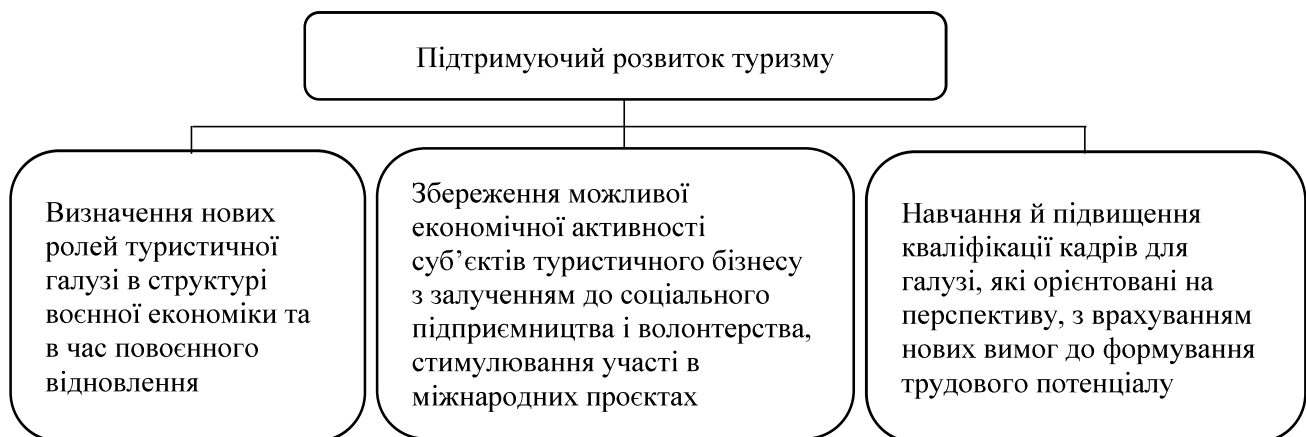 Підтримуючий розвиток туризму
Визначення нових
ролей туристичної
галузі в структурі
воєнної економіки та
в час повоєнного
відновлення
Збереження можливої
економічної активності
суб’єктів туристичного бізнесу
з залученням до соціального
підприємництва і волонтерства,
стимулювання участі в
міжнародних проєктах
Навчання й підвищення
кваліфікації кадрів для
галузі, які орієнтовані на
перспективу, з врахуванням
нових вимог до формування
трудового потенціалу